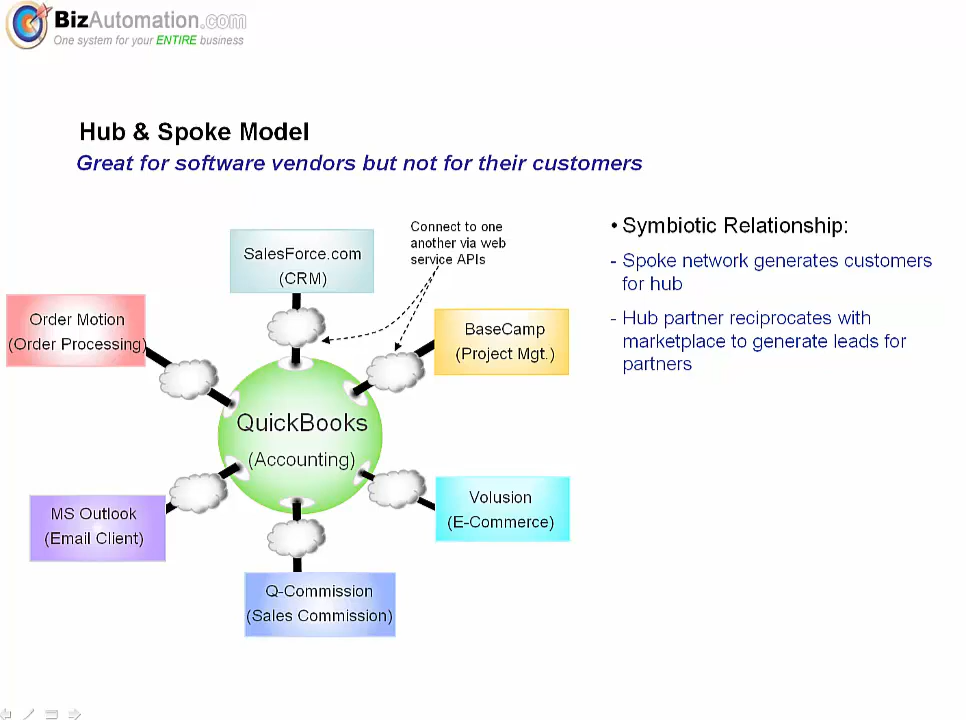 BizAutomation.com
One system for your ENTIRE business
Hub & Spoke Model
Great for software vendors but not for their customers
Connect to one
another via web
service APIs
SalesForce.com
(CRM)
Order Motion
(Order Processing)
BaseCamp
(Project Mgt.)
QuickBooks
(Accounting)
MS Outlook
(Email Client)
Volusion
(E-Commerce)
Q-Commission
(Sales Commission)
• Symbiotic Relationship:
- Spoke network generates customers
for hub
- Hub partner reciprocates with
marketplace to generate leads for
partners